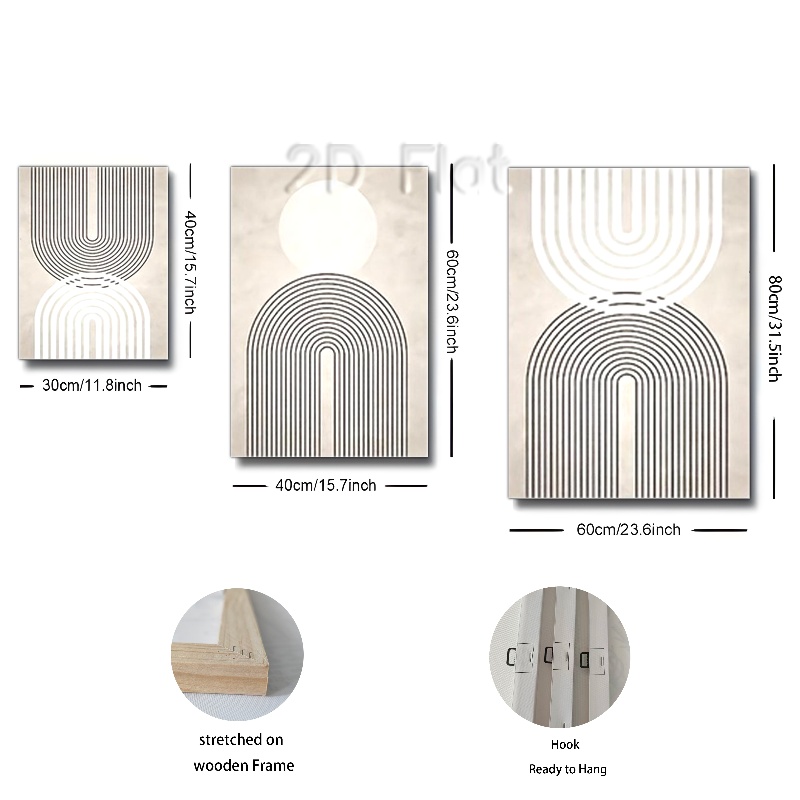 2D Flat
40cm/15.7inch
30cm/11.8inch
60cm/23.6inch
40cm/15.7inch
80cm/31.5inch
60cm/23.6inch
stretched on
wooden Frame
Hook
Ready to Hang